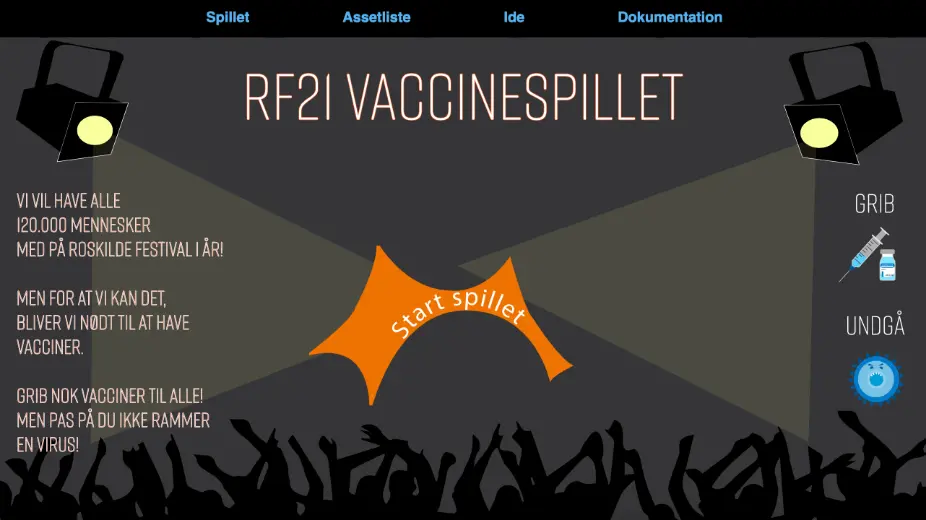 Spillet Assetliste Ide Dokumentation
RF21 VACCINESPILLET
VI VIL HAVE ALLE
120.000 MENNESKER
MED PÅ ROSKILDE FESTIVAL I ÅR!
MEN FOR AT VI KAN DET,
BLIVER VI NØDT TIL AT HAVE
VACCINER.
GRIB NOK VACCINER TIL ALLE!
MEN PAS PÅ DU IKKE RAMMER
EN VIRUS!
Start spillet
GRIB
UNDGÅ